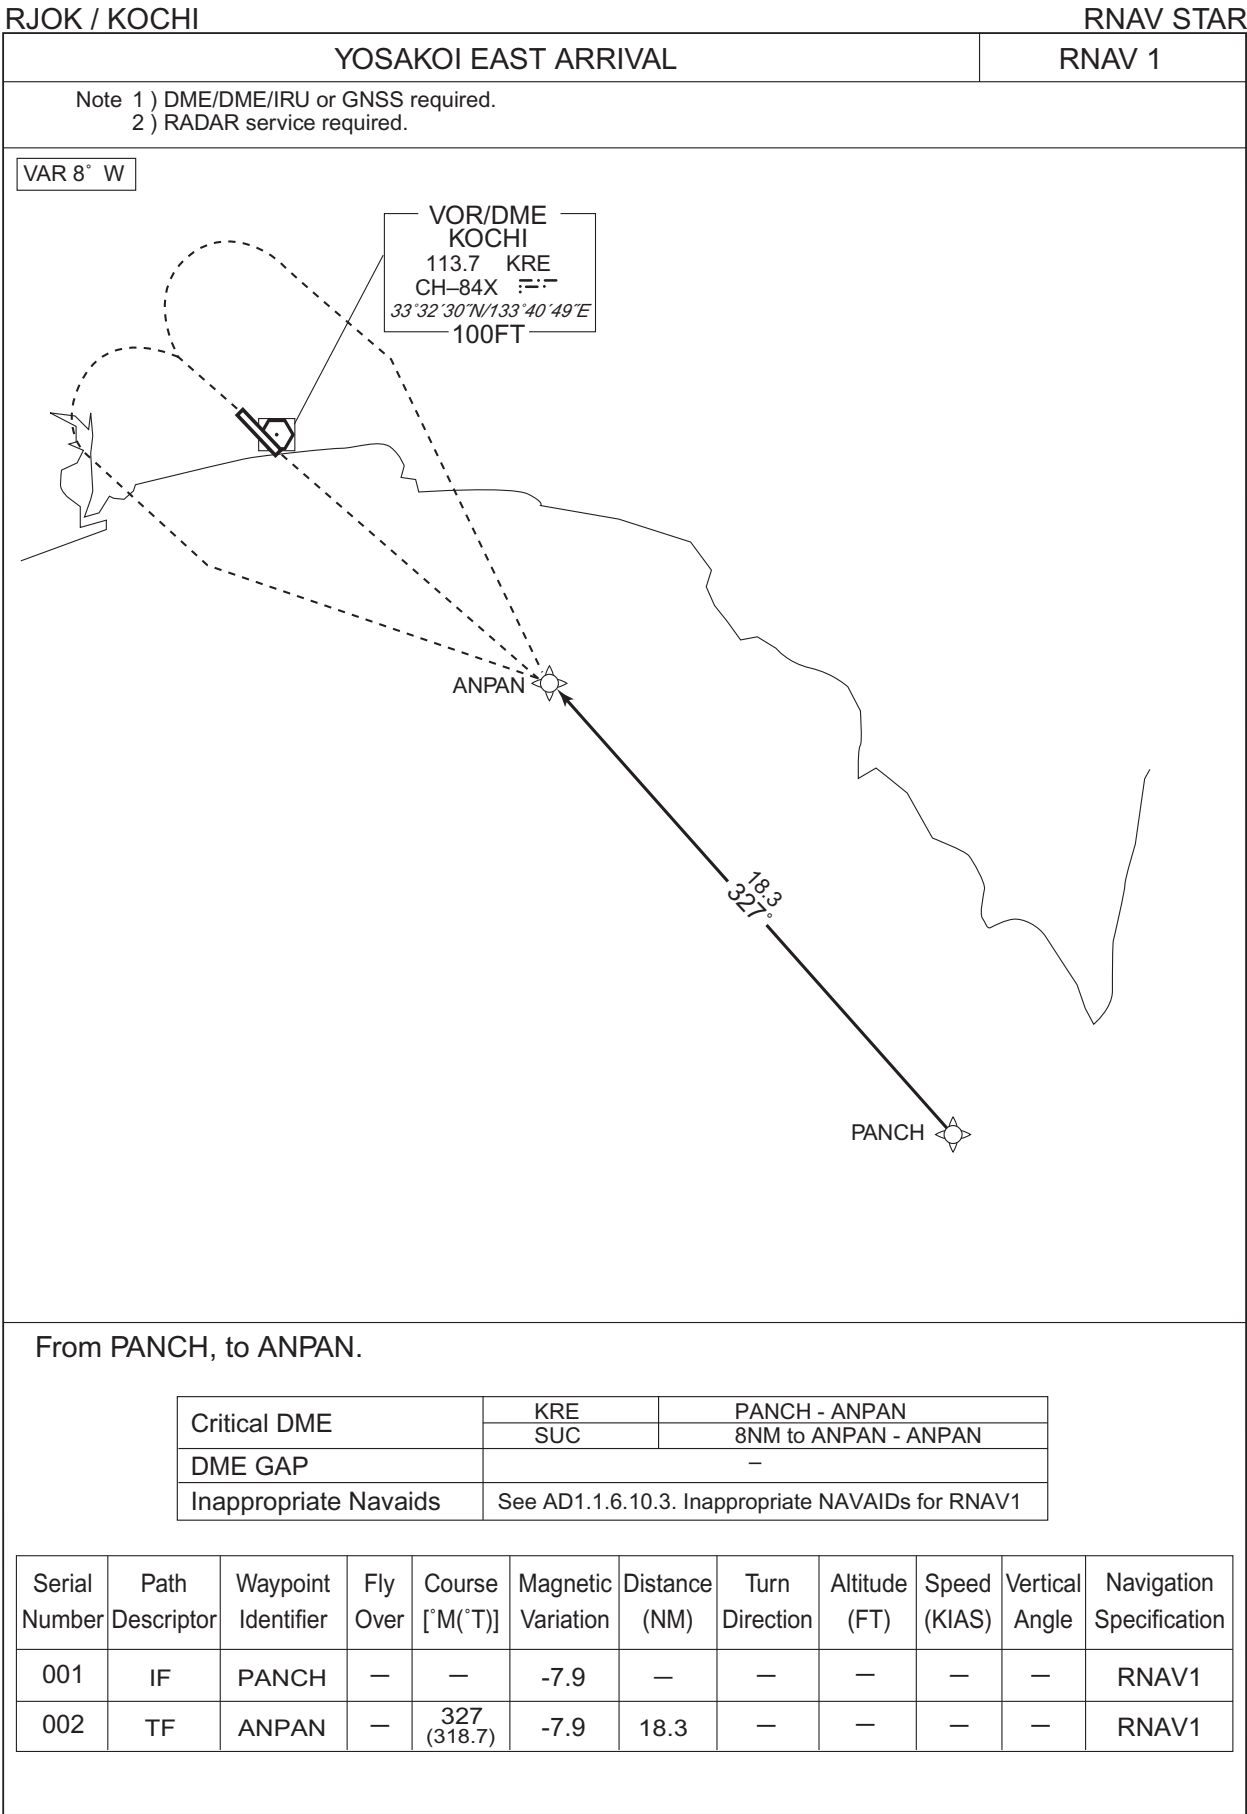 RJOK / KOCHI
RNAV STAR
YOSAKOI EAST ARRIVAL
RNAV 1
Note 1 ) DME/DME/IRU or GNSS required.
2 ) RADAR service required.
VAR 8° W
VOR/DME
KOCHI
113.7 KRE
CH–84X
33°32´30˝N/133°40´49˝E
100FT
ANPAN
18.3
327°
PANCH
From PANCH, to ANPAN.
Critical DME
KRE PANCH - ANPAN
SUC 8NM to ANPAN - ANPAN
DME GAP –
Inappropriate Navaids See AD1.1.6.10.3. Inappropriate NAVAIDs for RNAV1
Serial Number Path Descriptor Waypoint Identifier Fly Over Course [°M(°T)] Magnetic Variation Distance (NM) Turn Direction Altitude (FT) Speed (KIAS) Vertical Angle Navigation Specification
001 IF PANCH – – -7.9 – – – – – RNAV1
002 TF ANPAN – 327 (318.7) -7.9 18.3 – – – – RNAV1